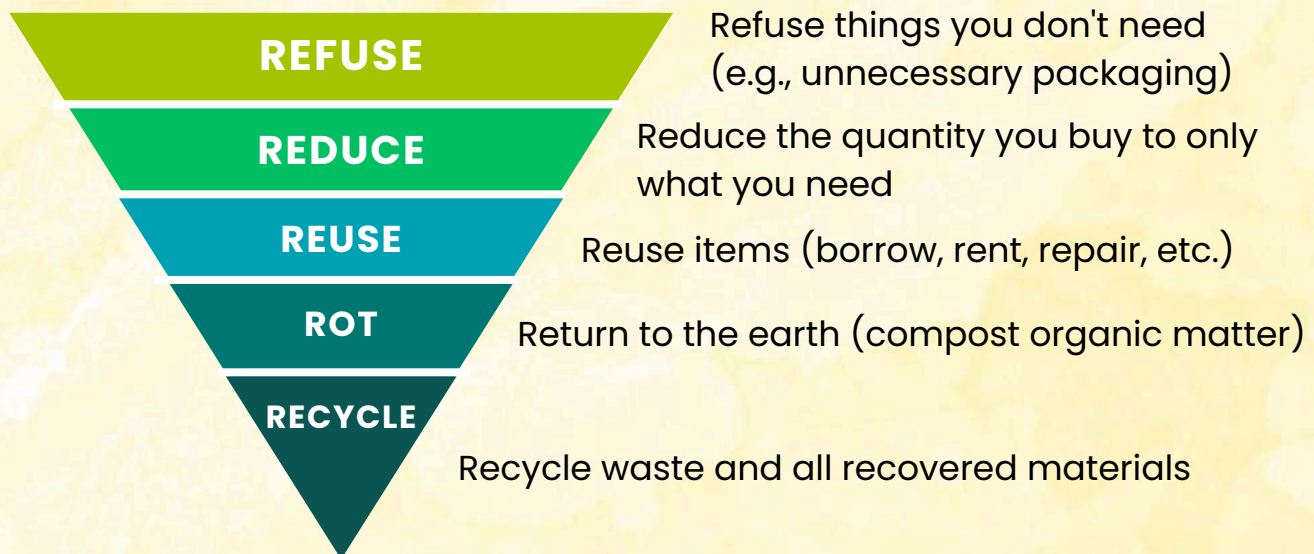 REFUSE
Refuse things you don't need
(e.g., unnecessary packaging)
REDUCE
Reduce the quantity you buy to only
what you need
REUSE
Reuse items (borrow, rent, repair, etc.)
ROT
Return to the earth (compost organic matter)
RECYCLE
Recycle waste and all recovered materials